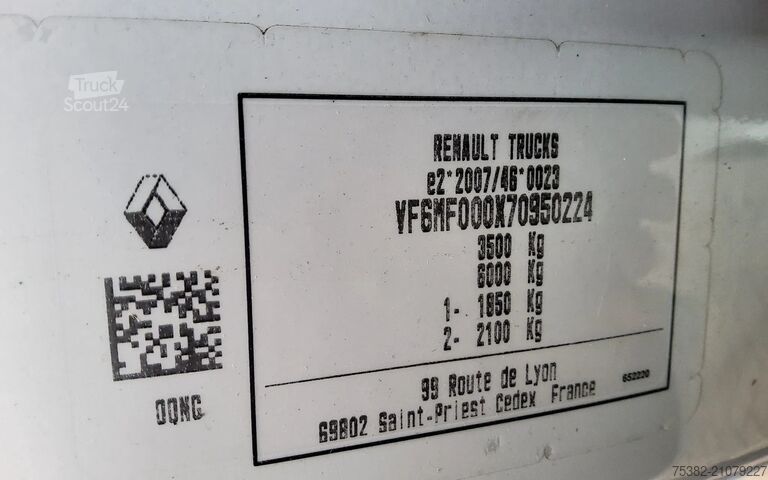 Truck
Scout24
RENAULT TRUCKS
e2*2007/46*0023
VF6MF000X70950224
3500 Kg
6000 Kg
1- 1850 Kg
2- 2100 Kg
99 Route de Lyon
69802 Saint-Priest Cedex France
652220
0QNG
75382-21079227